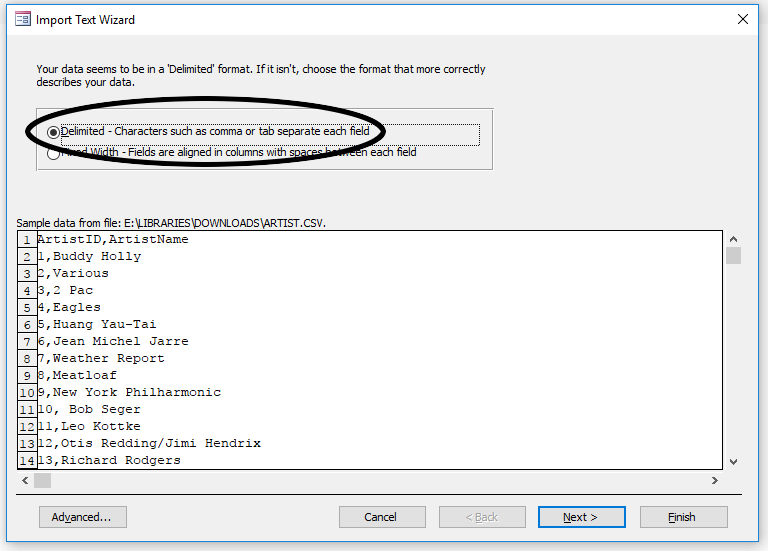 Import Text Wizard
Your data seems to be in a 'Delimited' format. If it isn't, choose the format that more correctly
describes your data.
Delimited - Characters such as comma or tab separate each field
Fixed Width - Fields are aligned in columns with spaces between each field
Sample data from file: E:\LIBRARIES\DOWNLOADS\ARTIST.CSV.
1 ArtistID,ArtistName
2 1,Buddy Holly
3 2,Various
4 3,2 Pac
5 4,Eagles
6 5,Huang Yau-Tai
7 6,Jean Michel Jarre
8 7,Weather Report
9 8,Meatloaf
10 9,New York Philharmonic
11 10, Bob Seger
12 11,Leo Kottke
13 12,Otis Redding/Jimi Hendrix
14 13,Richard Rodgers
Advanced... Cancel < Back Next > Finish